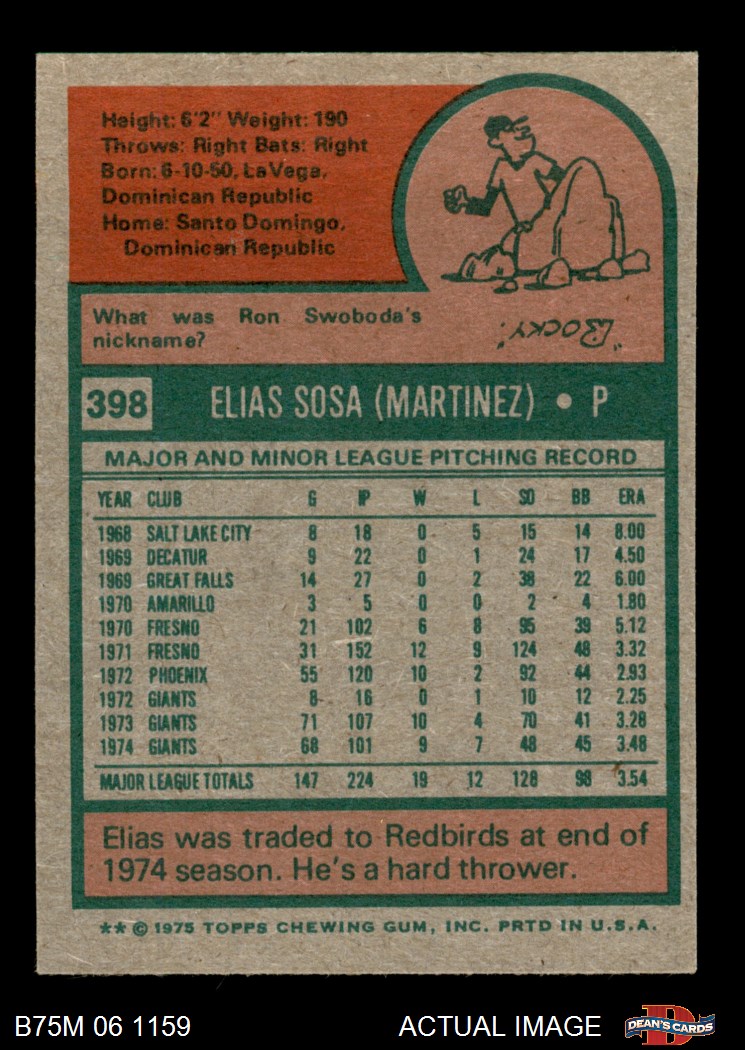 Height: 6'2" Weight: 190
Throws: Right Bats: Right
Born: 6-10-50, LaVega,
Dominican Republic
Home: Santo Domingo,
Dominican Republic
What was Ron Swoboda's
nickname?
"Rocky."
398 ELIAS SOSA (MARTINEZ) • P
MAJOR AND MINOR LEAGUE PITCHING RECORD
YEAR CLUB G IP W L SO BB ERA
1968 SALT LAKE CITY 8 18 0 5 15 14 8.00
1969 DECATUR 9 22 0 1 24 17 4.50
1969 GREAT FALLS 14 27 0 2 38 22 6.00
1970 AMARILLO 3 5 0 0 2 4 1.80
1970 FRESNO 21 102 6 8 95 39 5.12
1971 FRESNO 31 152 12 9 124 48 3.32
1972 PHOENIX 55 120 10 2 92 44 2.93
1972 GIANTS 8 16 0 1 10 12 2.25
1973 GIANTS 71 107 10 4 70 41 3.28
1974 GIANTS 68 101 9 7 48 45 3.48
MAJOR LEAGUE TOTALS 147 224 19 12 128 98 3.54
Elias was traded to Redbirds at end of
1974 season. He's a hard thrower.
** © 1975 TOPPS CHEWING GUM, INC. PRTD IN U.S.A.
B75M 06 1159 ACTUAL IMAGE D DEAN'S CARDS